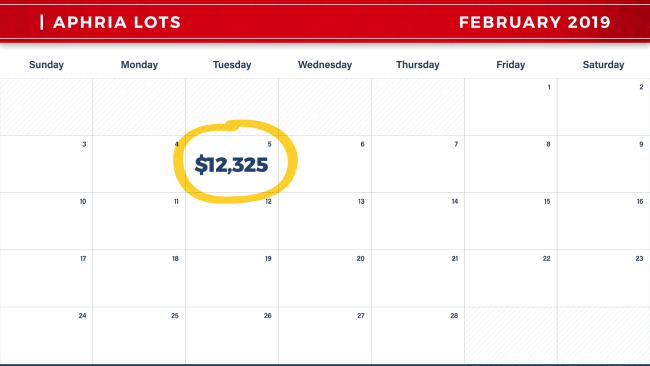 APHRIA LOTS FEBRUARY 2019
Sunday Monday Tuesday Wednesday Thursday Friday Saturday
1 2
3 4 5 6 7 8 9
$12,325
10 11 12 13 14 15 16
17 18 19 20 21 22 23
24 25 26 27 28